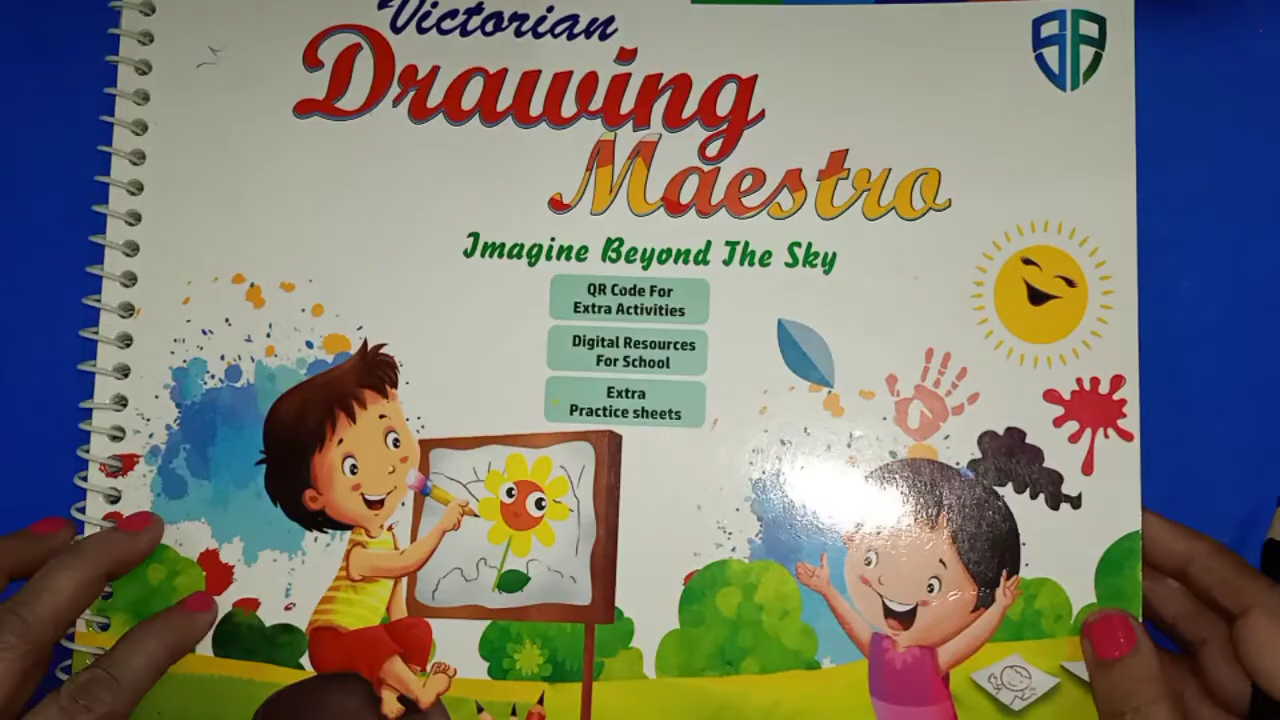 Victorian
Drawing
Maestro
Imagine Beyond The Sky
QR Code For
Extra Activities
Digital Resources
For School
Extra
Practice sheets